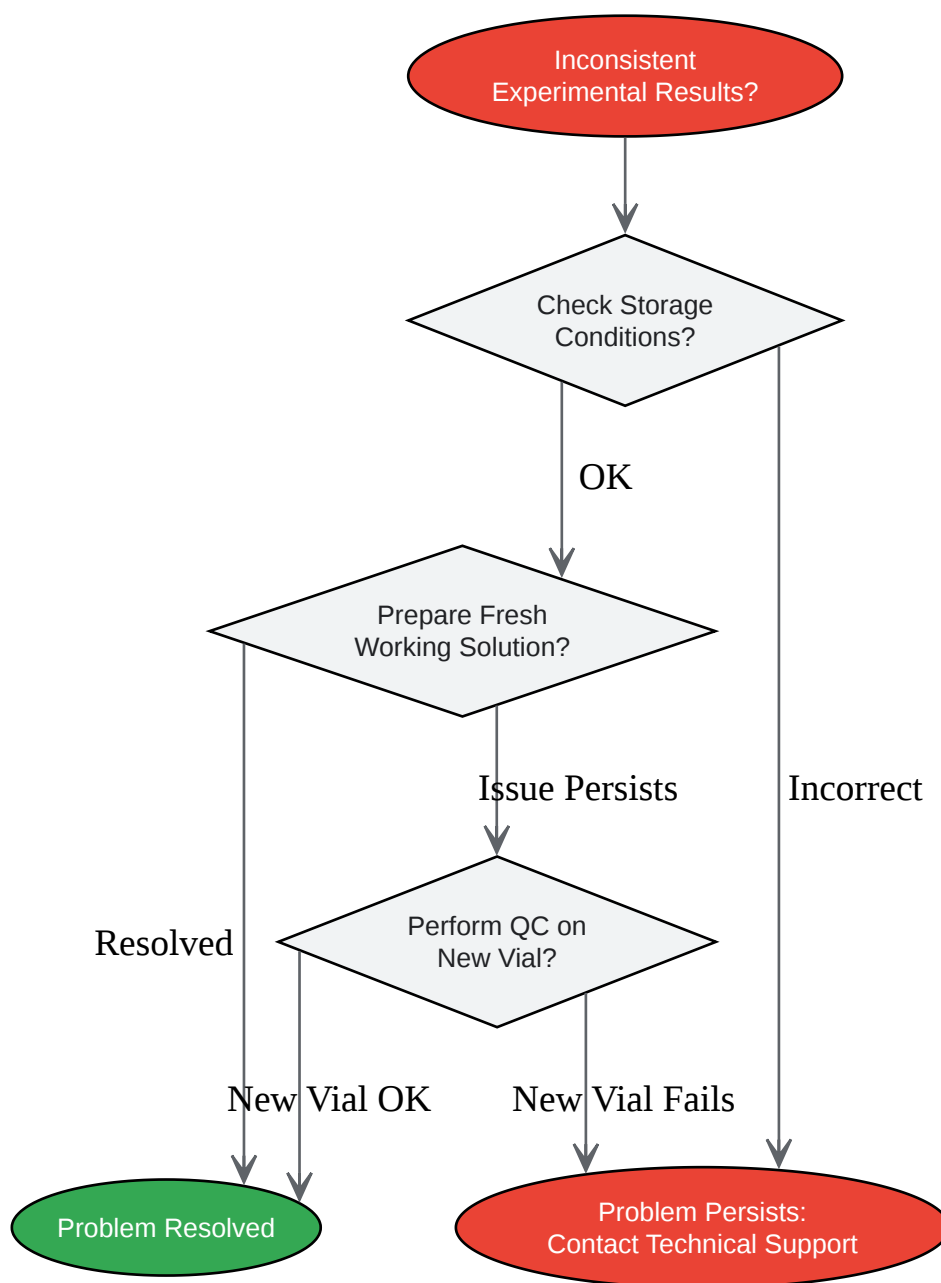 Inconsistent
Experimental Results?
Check Storage
Conditions?
OK
Prepare Fresh
Working Solution?
Issue Persists
Incorrect
Perform QC on
New Vial?
Resolved
New Vial OK
New Vial Fails
Problem Resolved
Problem Persists:
Contact Technical Support